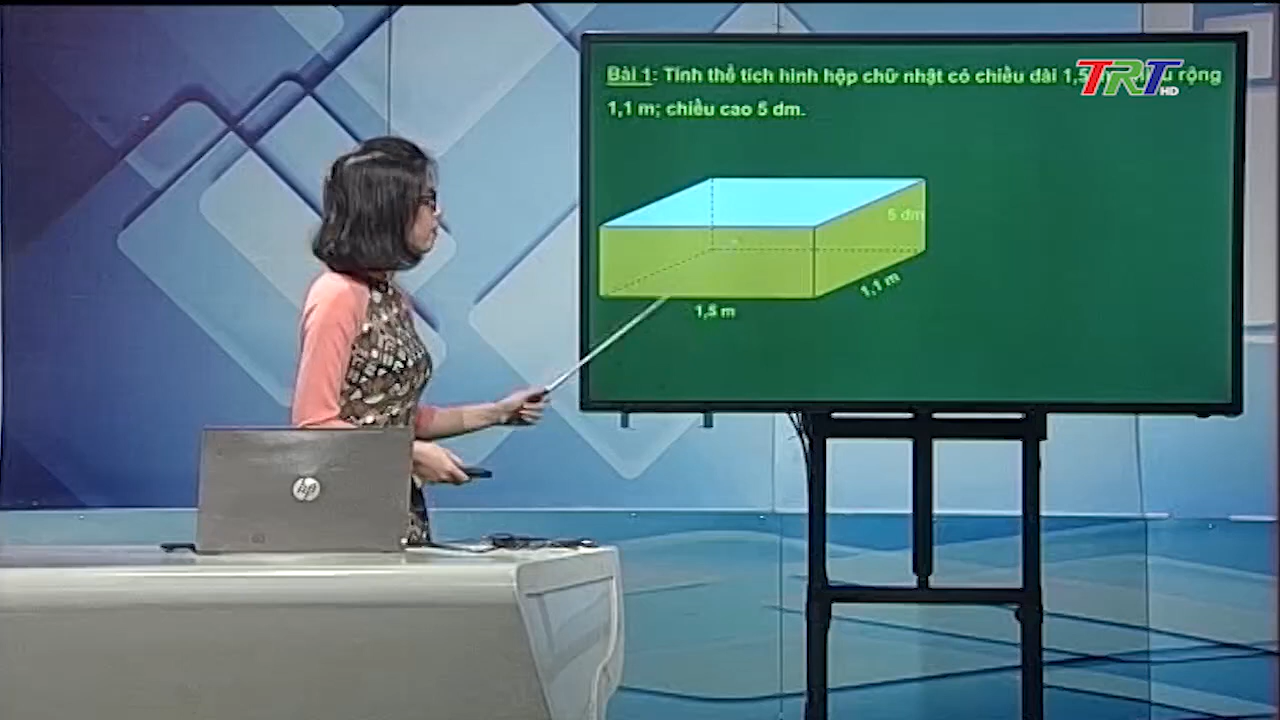 Bài 1: Tính thể tích hình hộp chữ nhật có chiều dài 1,5 rộng
1,1 m; chiều cao 5 dm.
TRT
HD
5 dm
1,1 m
1,5 m
hp